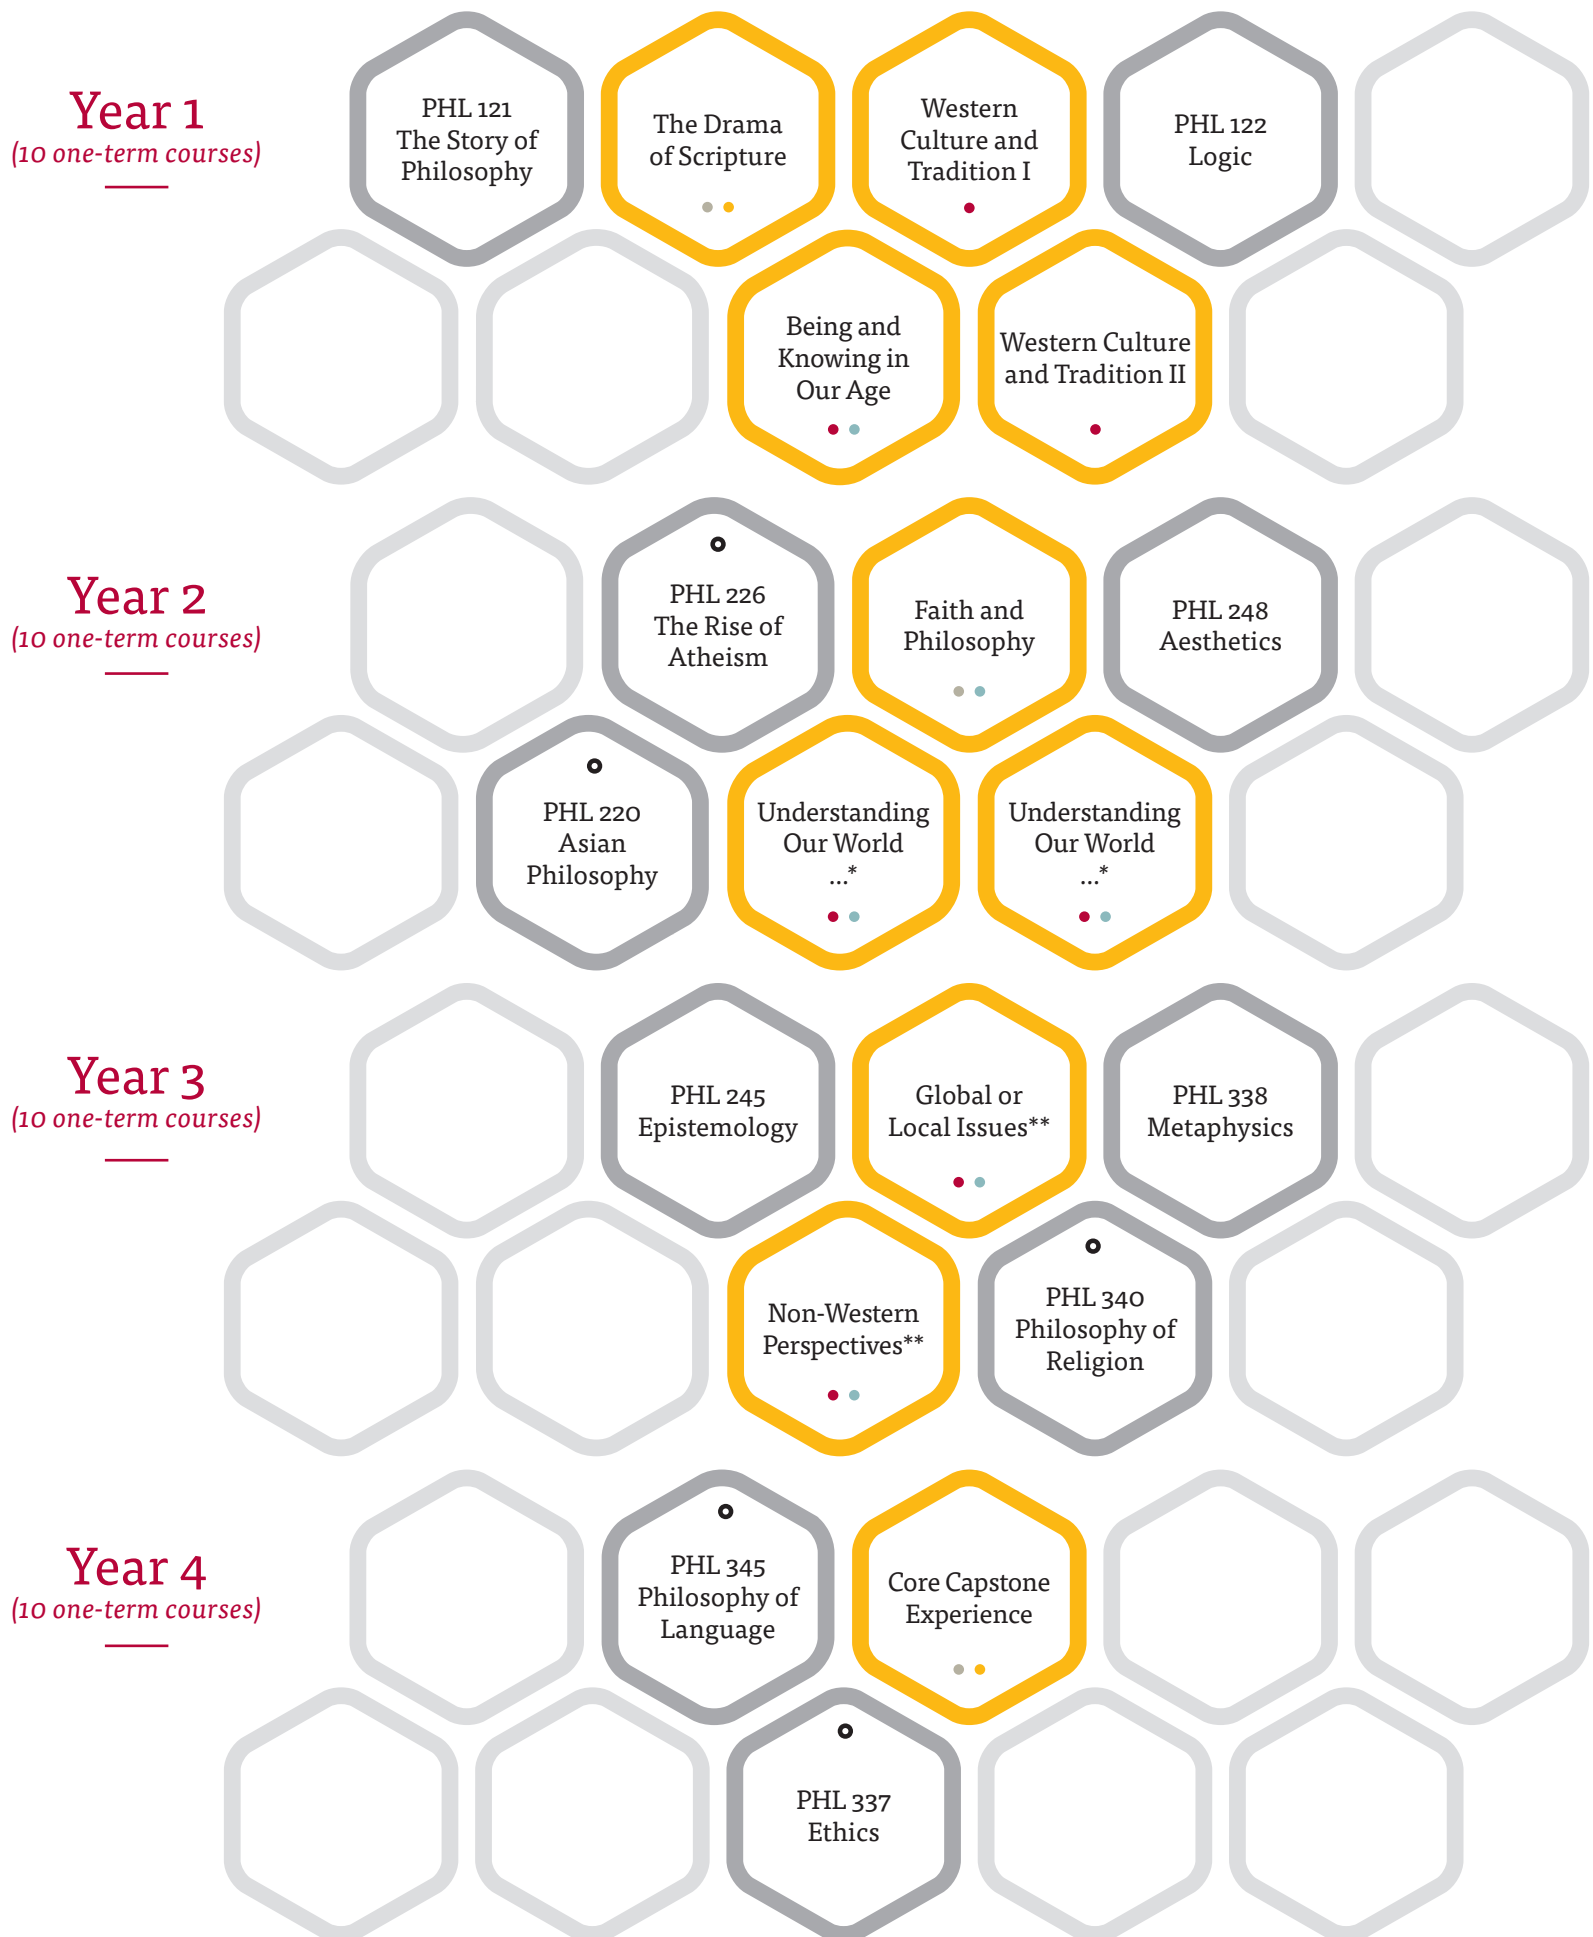 Year 1
(10 one-term courses)
PHL 121
The Story of
Philosophy
The Drama
of Scripture
Western
Culture and
Tradition I
PHL 122
Logic
Being and
Knowing in
Our Age
Western Culture
and Tradition II
Year 2
(10 one-term courses)
PHL 226
The Rise of
Atheism
Faith and
Philosophy
PHL 248
Aesthetics
PHL 220
Asian
Philosophy
Understanding
Our World
...*
Understanding
Our World
...*
Year 3
(10 one-term courses)
PHL 245
Epistemology
Global or
Local Issues**
PHL 338
Metaphysics
Non-Western
Perspectives**
PHL 340
Philosophy of
Religion
Year 4
(10 one-term courses)
PHL 345
Philosophy of
Language
Core Capstone
Experience
PHL 337
Ethics